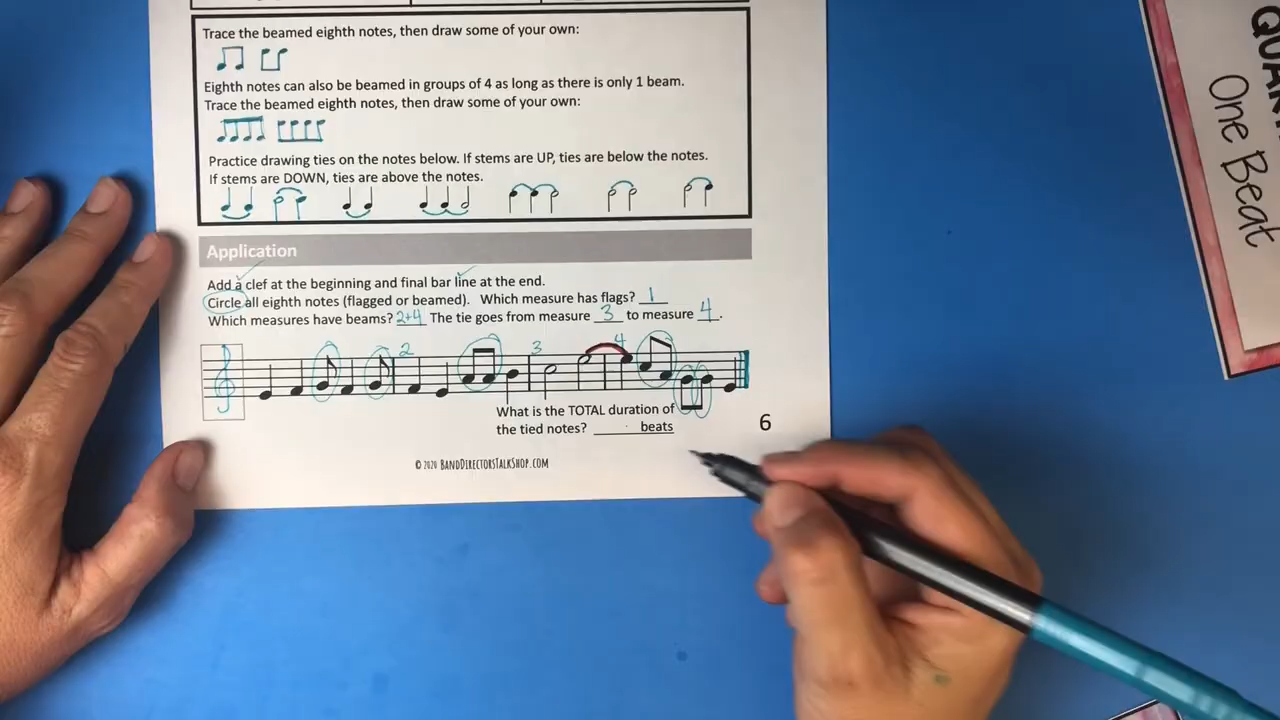 Trace the beamed eighth notes, then draw some of your own:
Eighth notes can also be beamed in groups of 4 as long as there is only 1 beam.
Trace the beamed eighth notes, then draw some of your own:
Practice drawing ties on the notes below. If stems are UP, ties are below the notes.
If stems are DOWN, ties are above the notes.
Application
Add a clef at the beginning and final bar line at the end.
Circle all eighth notes (flagged or beamed). Which measure has flags? 1
Which measures have beams? 2+4 The tie goes from measure 3 to measure 4.
2 3 4
What is the TOTAL duration of
the tied notes? ______ beats
6
© 2020 BANDDIRECTORSTALKSHOP.COM
One Beat